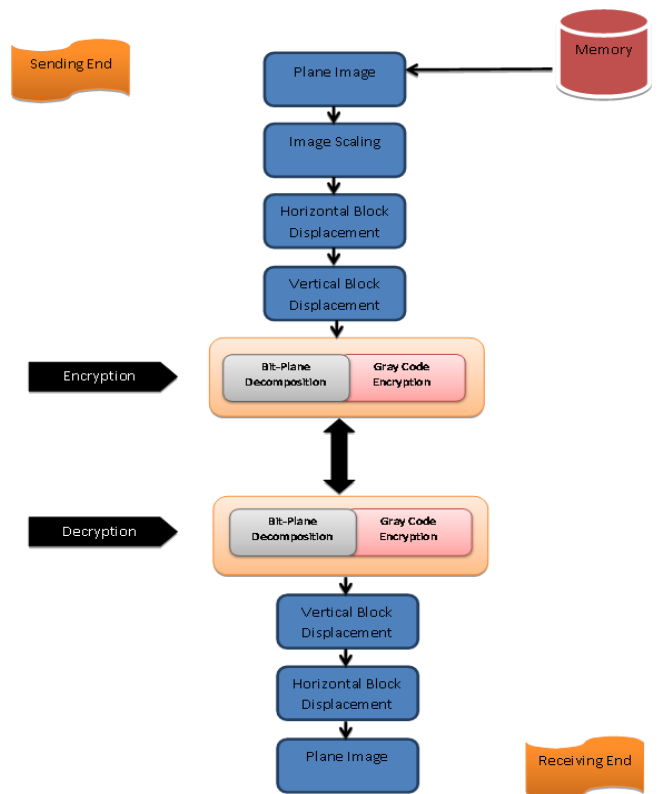 Sending End
Memory
Plane Image
Image Scaling
Horizontal Block
Displacement
Vertical Block
Displacement
Encryption
Bit-Plane
Decomposition
Gray Code
Encryption
Decryption
Bit-Plane
Decomposition
Gray Code
Encryption
Vertical Block
Displacement
Horizontal Block
Displacement
Plane Image
Receiving End